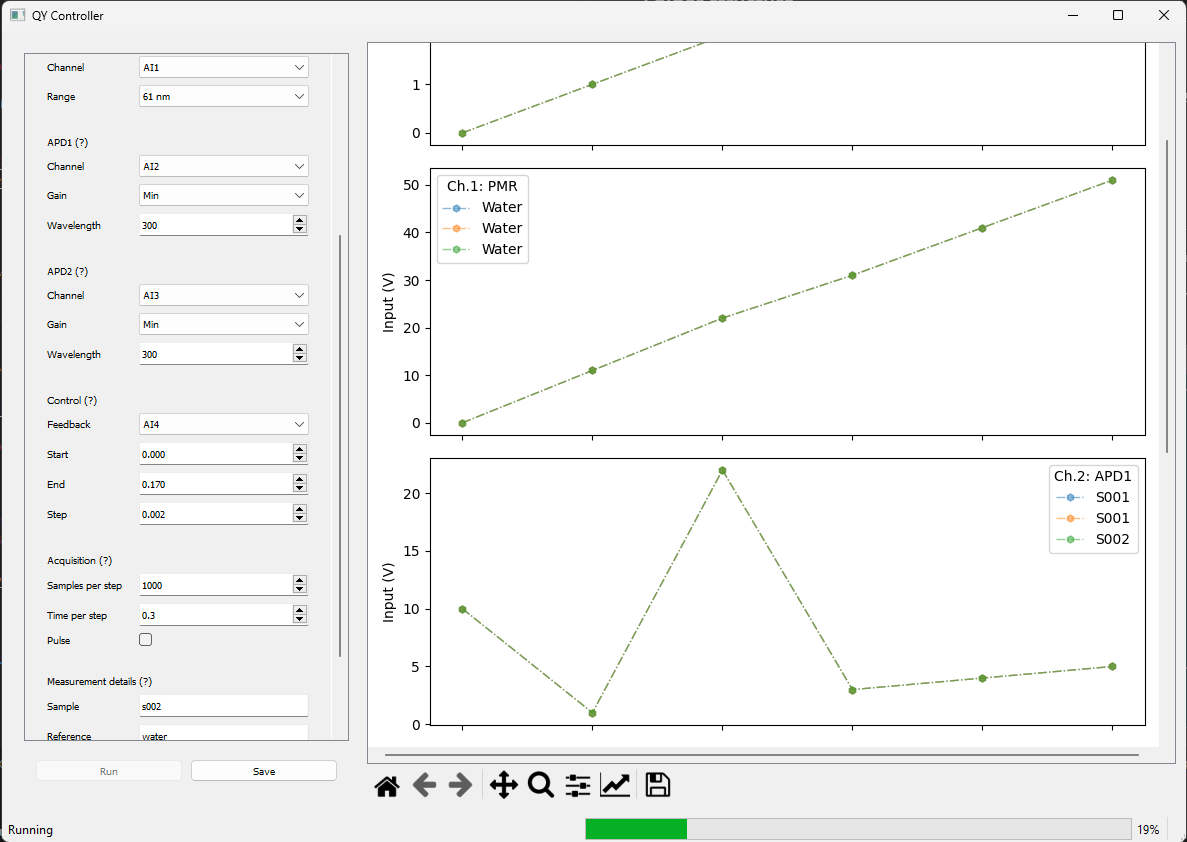 QY Controller
Channel AI1
Range 61 nm
APD1 (?)
Channel AI2
Gain Min
Wavelength 300
APD2 (?)
Channel AI3
Gain Min
Wavelength 300
Control (?)
Feedback AI4
Start 0.000
End 0.170
Step 0.002
Acquisition (?)
Samples per step 1000
Time per step 0.3
Pulse
Measurement details (?)
Sample s002
Reference water
Run Save
1
0
Ch.1: PMR
Water
Water
Water
Input (V)
50
40
30
20
10
0
Ch.2: APD1
S001
S001
S002
Input (V)
20
15
10
5
0
Running 19%